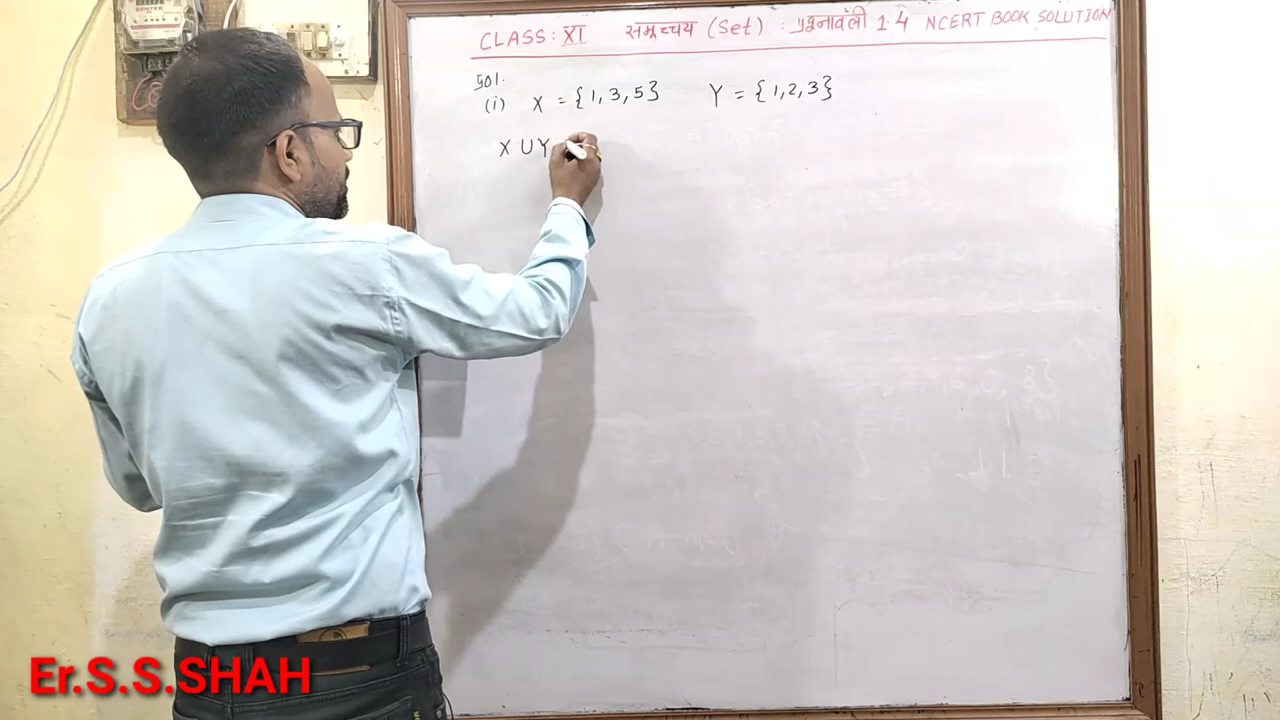 CLASS: XI समूच्चय (Set) : प्रश्नावली 1.4 NCERT BOOK SOLUTION
(i) X = {1, 3, 5} Y = {1, 2, 3}
X ∪ Y
Er.S.S.SHAH